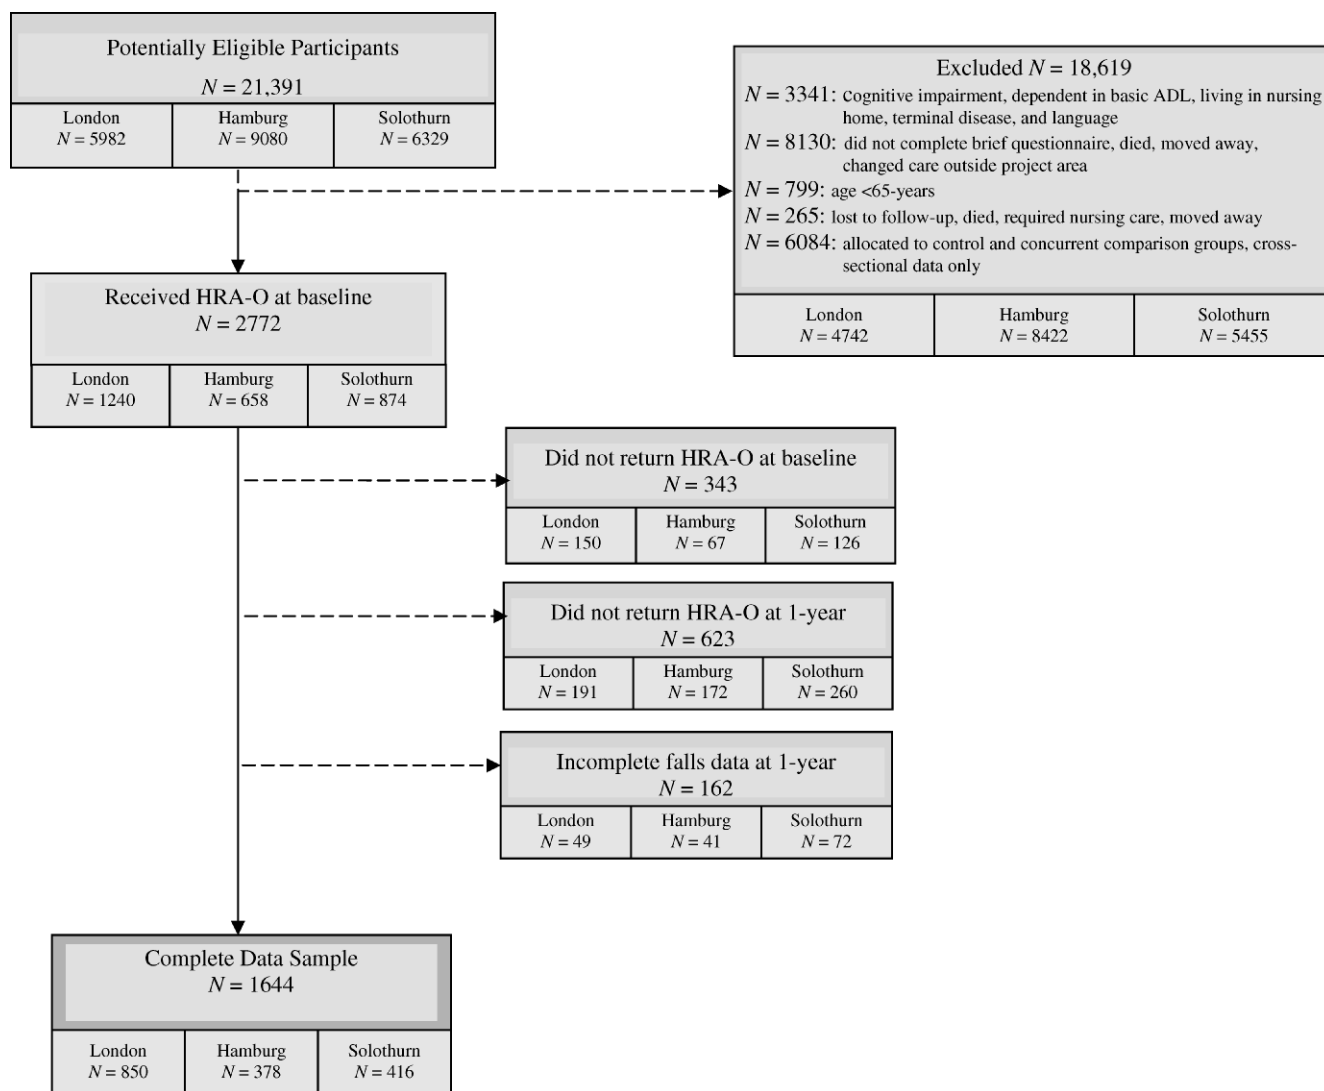 Potentially Eligible Participants
N = 21,391
London
N = 5982
Hamburg
N = 9080
Solothurn
N = 6329
Excluded N = 18,619
N = 3341: Cognitive impairment, dependent in basic ADL, living in nursing
home, terminal disease, and language
N = 8130: did not complete brief questionnaire, died, moved away,
changed care outside project area
N = 799: age <65-years
N = 265: lost to follow-up, died, required nursing care, moved away
N = 6084: allocated to control and concurrent comparison groups, cross-
sectional data only
London
N = 4742
Hamburg
N = 8422
Solothurn
N = 5455
Received HRA-O at baseline
N = 2772
London
N = 1240
Hamburg
N = 658
Solothurn
N = 874
Did not return HRA-O at baseline
N = 343
London
N = 150
Hamburg
N = 67
Solothurn
N = 126
Did not return HRA-O at 1-year
N = 623
London
N = 191
Hamburg
N = 172
Solothurn
N = 260
Incomplete falls data at 1-year
N = 162
London
N = 49
Hamburg
N = 41
Solothurn
N = 72
Complete Data Sample
N = 1644
London
N = 850
Hamburg
N = 378
Solothurn
N = 416